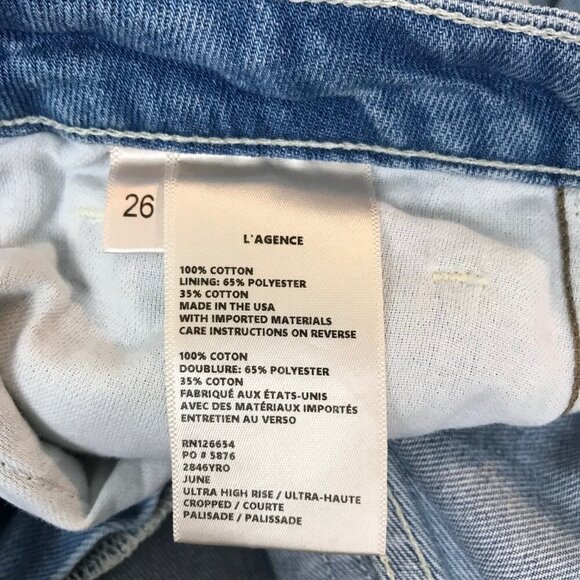 26
L'AGENCE
100% COTTON
LINING: 65% POLYESTER
35% COTTON
MADE IN THE USA
WITH IMPORTED MATERIALS
CARE INSTRUCTIONS ON REVERSE
100% COTON
DOUBLURE: 65% POLYESTER
35% COTON
FABRIQUÉ AUX ÉTATS-UNIS
AVEC DES MATÉRIAUX IMPORTÉS
ENTRETIEN AU VERSO
RN126654
PO # 5876
2846YRO
JUNE
ULTRA HIGH RISE / ULTRA-HAUTE
CROPPED / COURTE
PALISADE / PALISSADE